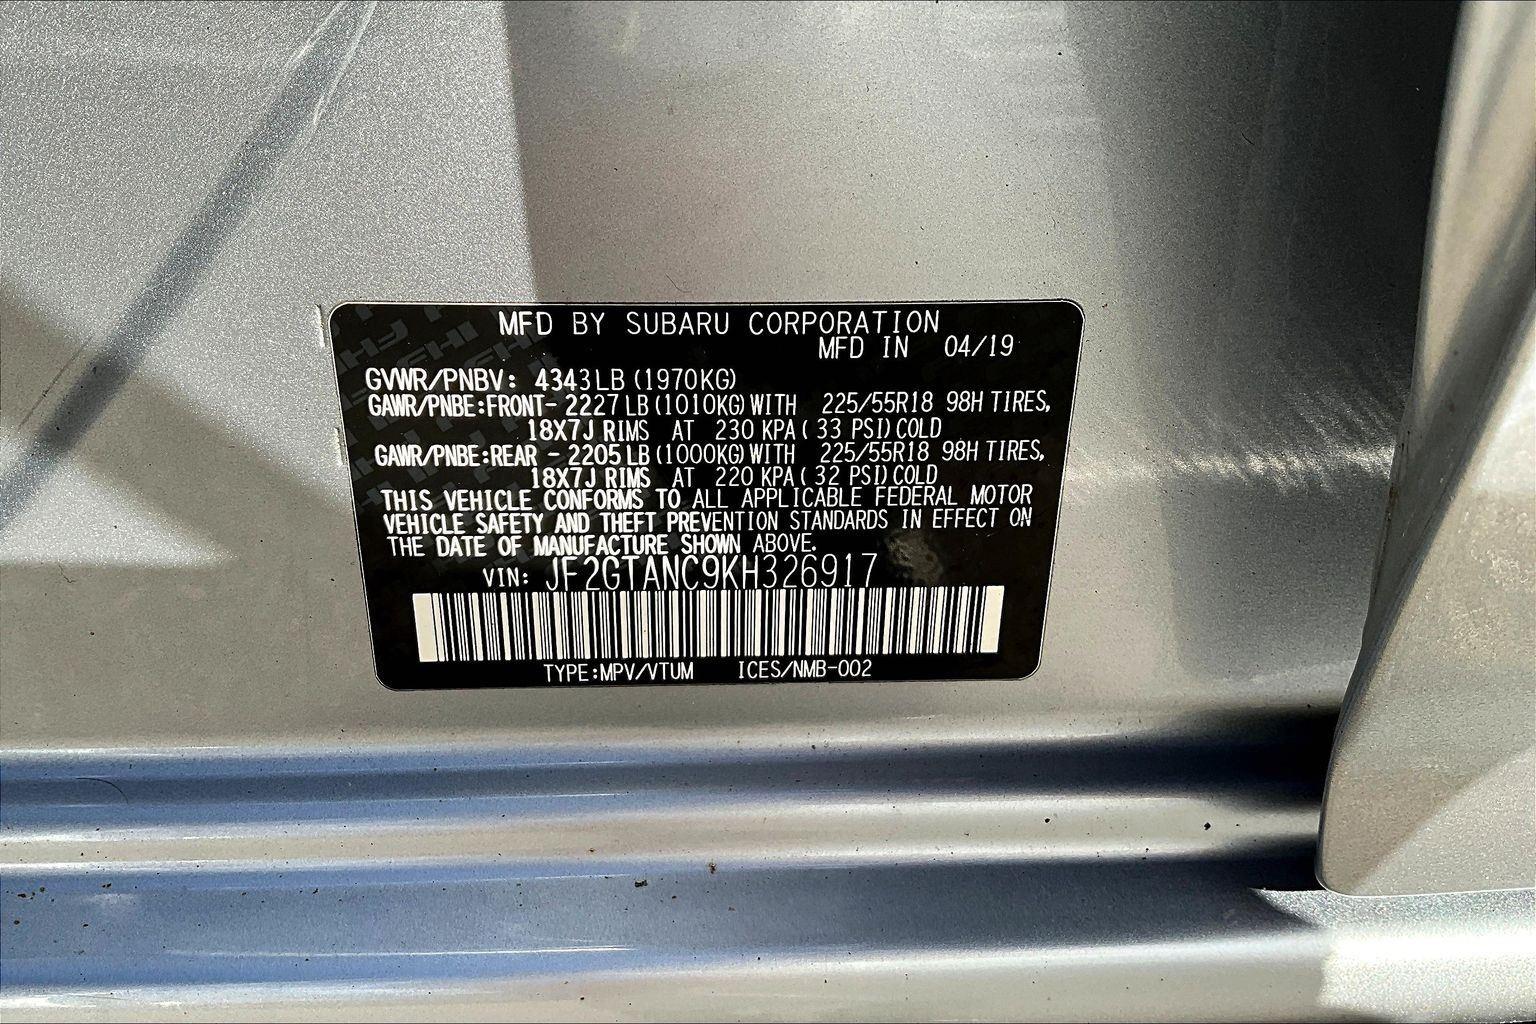 MFD BY SUBARU CORPORATION
MFD IN 04/19
GVWR/PNBV: 4343LB (1970KG)
GAWR/PNBE:FRONT- 2227LB (1010KG) WITH 225/55R18 98H TIRES,
18X7J RIMS AT 230 KPA ( 33 PSI) COLD
GAWR/PNBE:REAR - 2205LB (1000KG) WITH 225/55R18 98H TIRES,
18X7J RIMS AT 220 KPA ( 32 PSI) COLD
THIS VEHICLE CONFORMS TO ALL APPLICABLE FEDERAL MOTOR
VEHICLE SAFETY AND THEFT PREVENTION STANDARDS IN EFFECT ON
THE DATE OF MANUFACTURE SHOWN ABOVE.
VIN: JF2GTANC9KH326917
TYPE:MPV/VTUM ICES/NMB-002